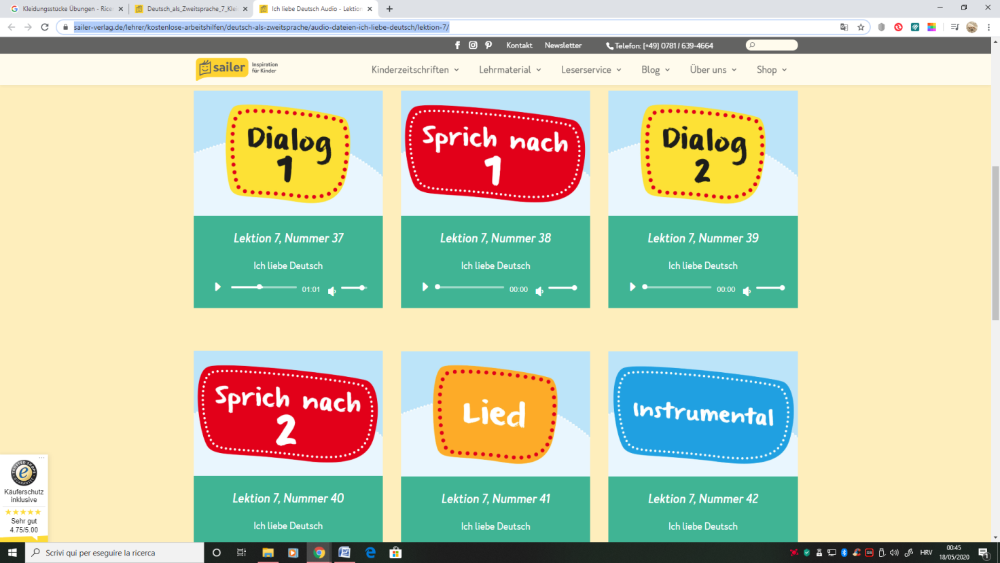 Kleidungsstücke Übungen - Rice
Deutsch_als_Zweitsprache_7_Klei
Ich liebe Deutsch Audio - Lektion
sailer-verlag.de/lehrer/kostenlose-arbeitshilfen/deutsch-als-zweitsprache/audio-dateien-ich-liebe-deutsch/lektion-7/
Kontakt
Newsletter
Telefon: [+49] 0781 / 639-4664
sailer
Inspiration
für Kinder
Kinderzeitschriften
Lehrmaterial
Leserservice
Blog
Über uns
Shop
Dialog
1
Sprich nach
1
Dialog
2
Lektion 7, Nummer 37
Lektion 7, Nummer 38
Lektion 7, Nummer 39
Ich liebe Deutsch
Ich liebe Deutsch
Ich liebe Deutsch
01:01
00:00
00:00
Sprich nach
2
Lied
Instrumental
Lektion 7, Nummer 40
Lektion 7, Nummer 41
Lektion 7, Nummer 42
Ich liebe Deutsch
Ich liebe Deutsch
Ich liebe Deutsch
TRUSTED SHOPS
GUARANTEE
Käuferschutz
inklusive
Sehr gut
4.75/5.00
Scrivi qui per eseguire la ricerca
HRV
00:45
18/05/2020